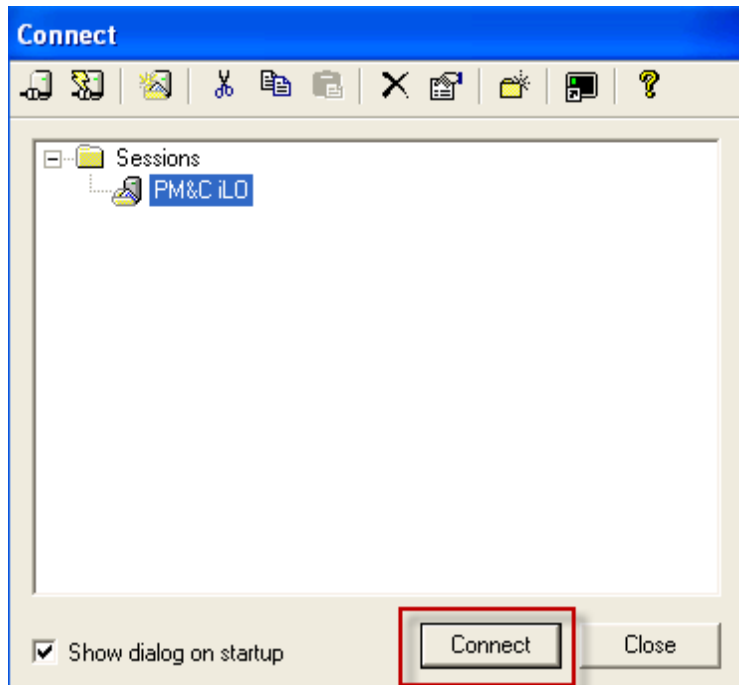 Connect
Sessions
PM&C iLO
Show dialog on startup
Connect
Close